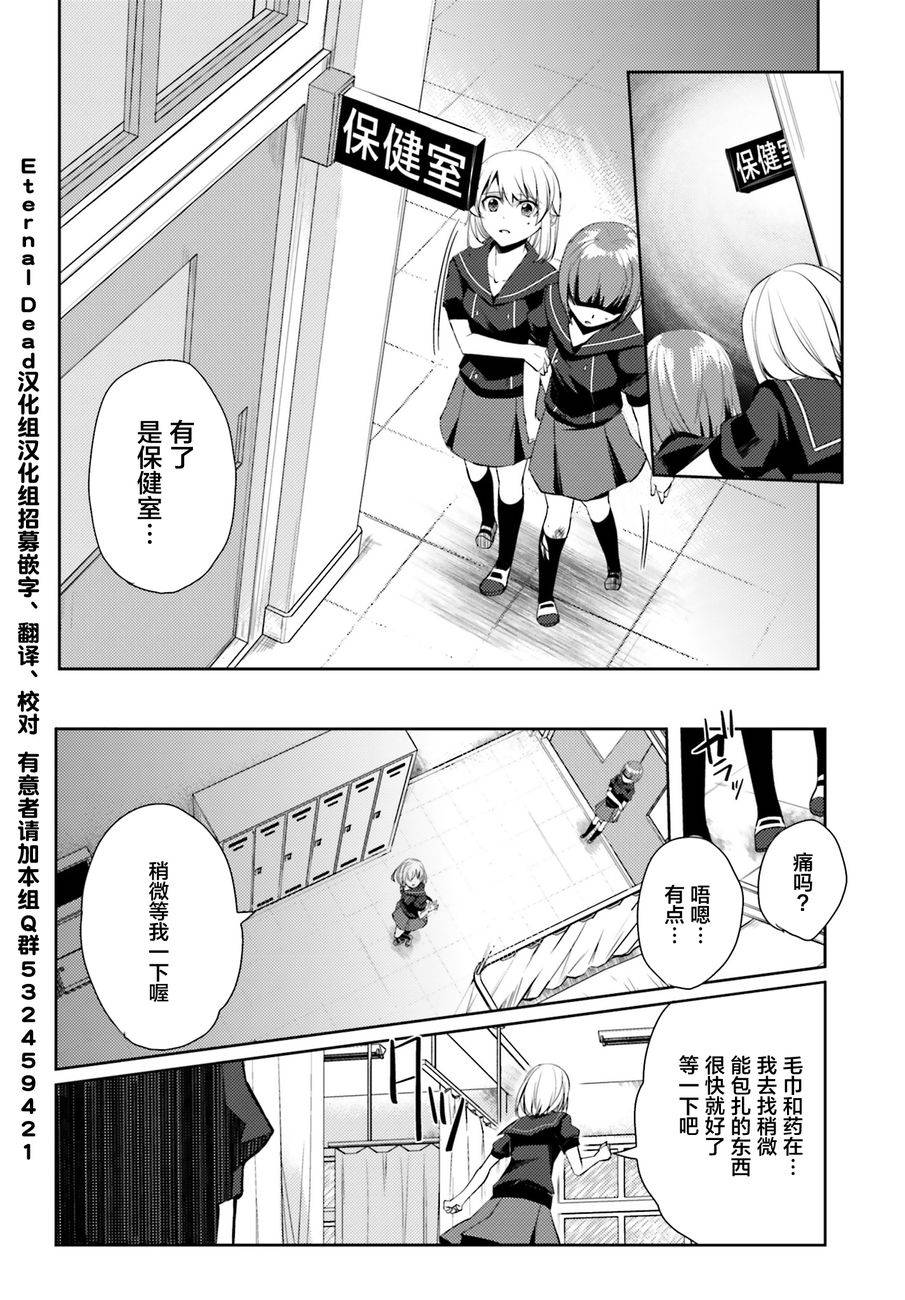 保健室
保健室
有了
是保健室…
痛吗？
唔嗯…
有点…
稍微等我一下喔
毛巾和药在…
我去找稍微
能包扎的东西
很快就好了
等一下吧
Eternal Dead汉化组汉化组招募嵌字、翻译、校对 有意者请加本组Q群532459421